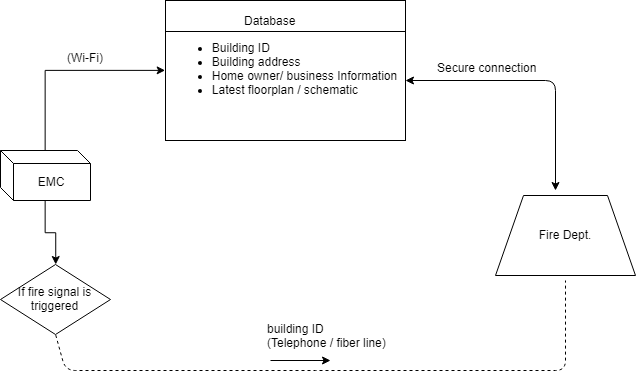 Database
(Wi-Fi)
Building ID
Building address
Home owner/ business Information
Latest floorplan / schematic
Secure connection
EMC
Fire Dept.
If fire signal is
triggered
building ID
(Telephone / fiber line)